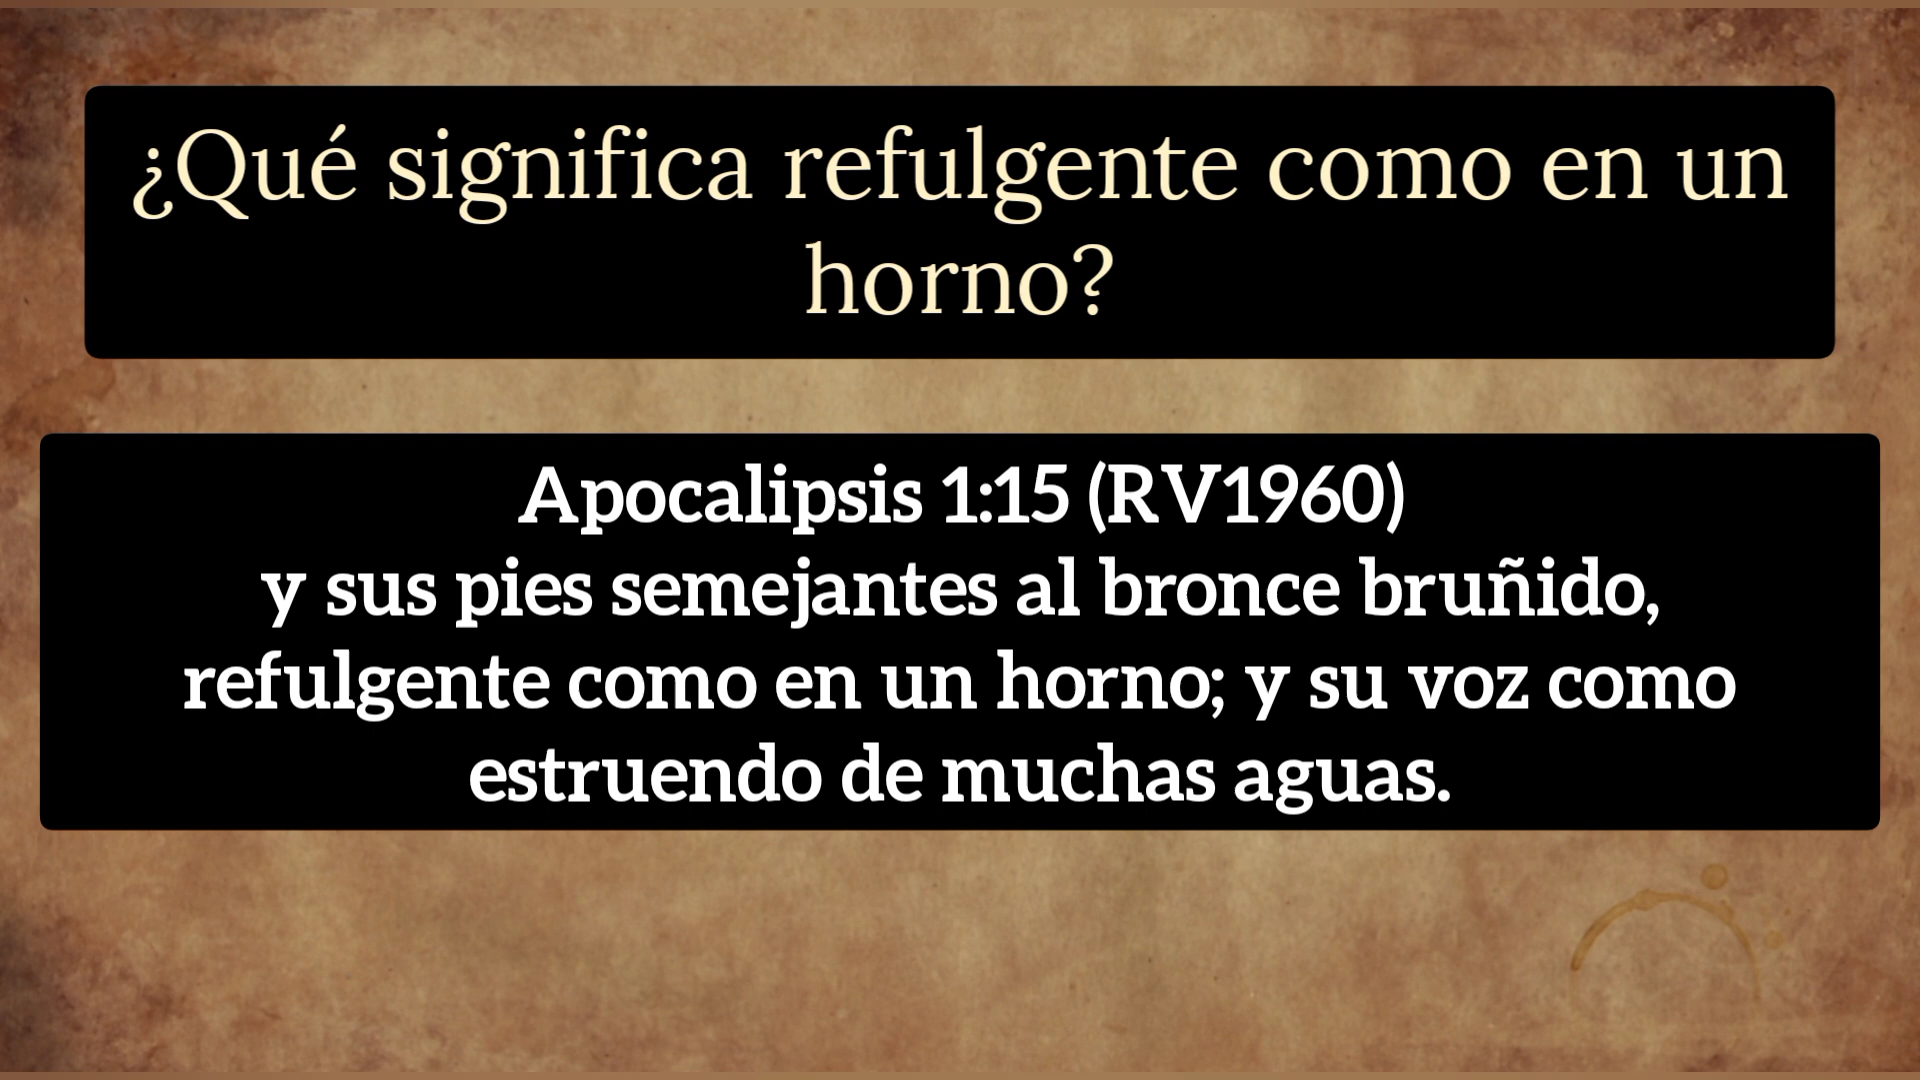 ¿Qué significa refulgente como en un
horno?
Apocalipsis 1:15 (RV1960)
y sus pies semejantes al bronce bruñido,
refulgente como en un horno; y su voz como
estruendo de muchas aguas.